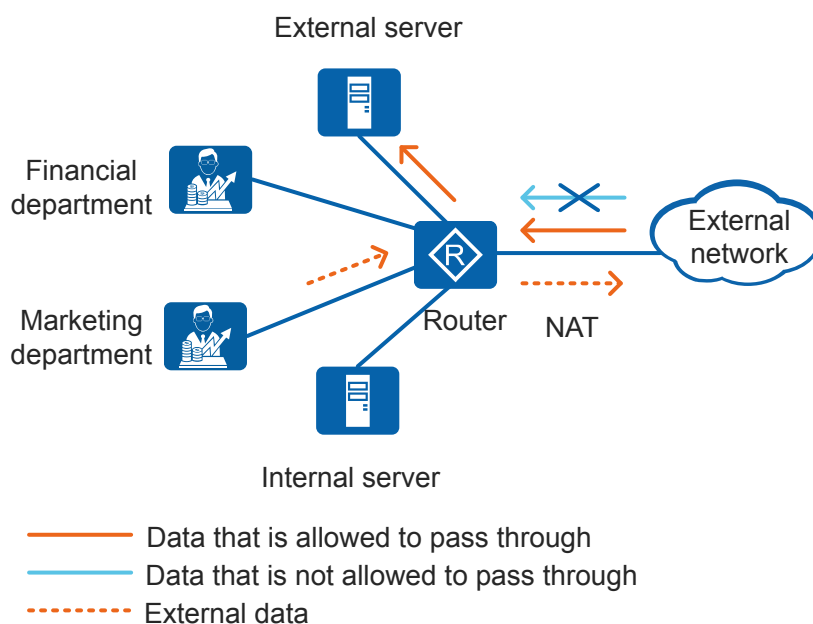 External server
Financial
department
External
network
R
Marketing
department
Router
NAT
Internal server
Data that is allowed to pass through
Data that is not allowed to pass through
External data